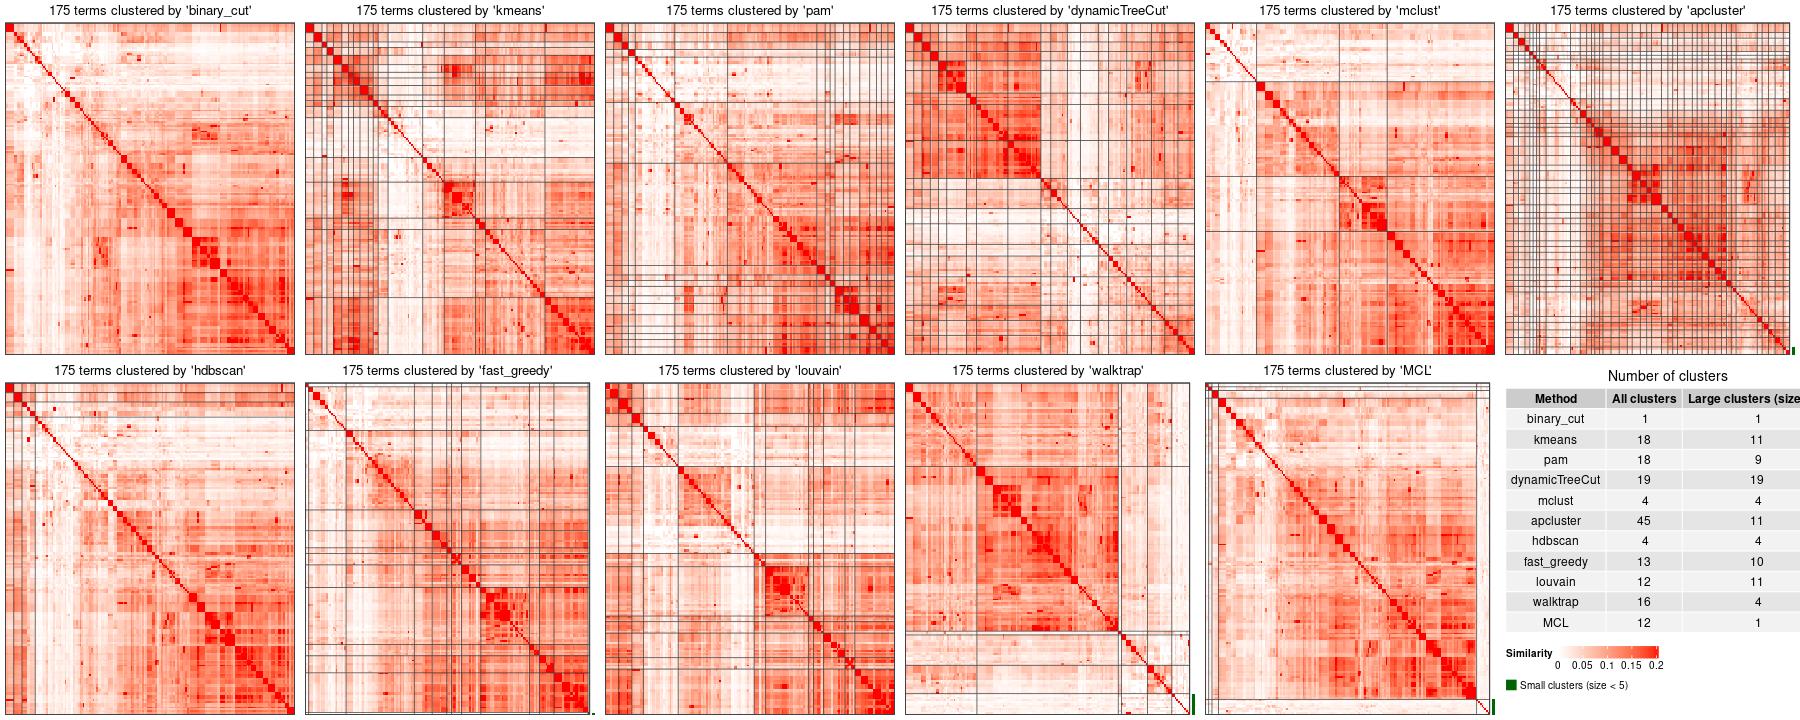 175 terms clustered by 'binary_cut'
175 terms clustered by 'kmeans'
175 terms clustered by 'pam'
175 terms clustered by 'dynamicTreeCut'
175 terms clustered by 'mclust'
175 terms clustered by 'apcluster'
175 terms clustered by 'hdbscan'
175 terms clustered by 'fast_greedy'
175 terms clustered by 'louvain'
175 terms clustered by 'walktrap'
175 terms clustered by 'MCL'
Number of clusters
Method All clusters Large clusters (size
binary_cut 1 1
kmeans 18 11
pam 18 9
dynamicTreeCut 19 19
mclust 4 4
apcluster 45 11
hdbscan 4 4
fast_greedy 13 10
louvain 12 11
walktrap 16 4
MCL 12 1
Similarity
0 0.05 0.1 0.15 0.2
Small clusters (size < 5)